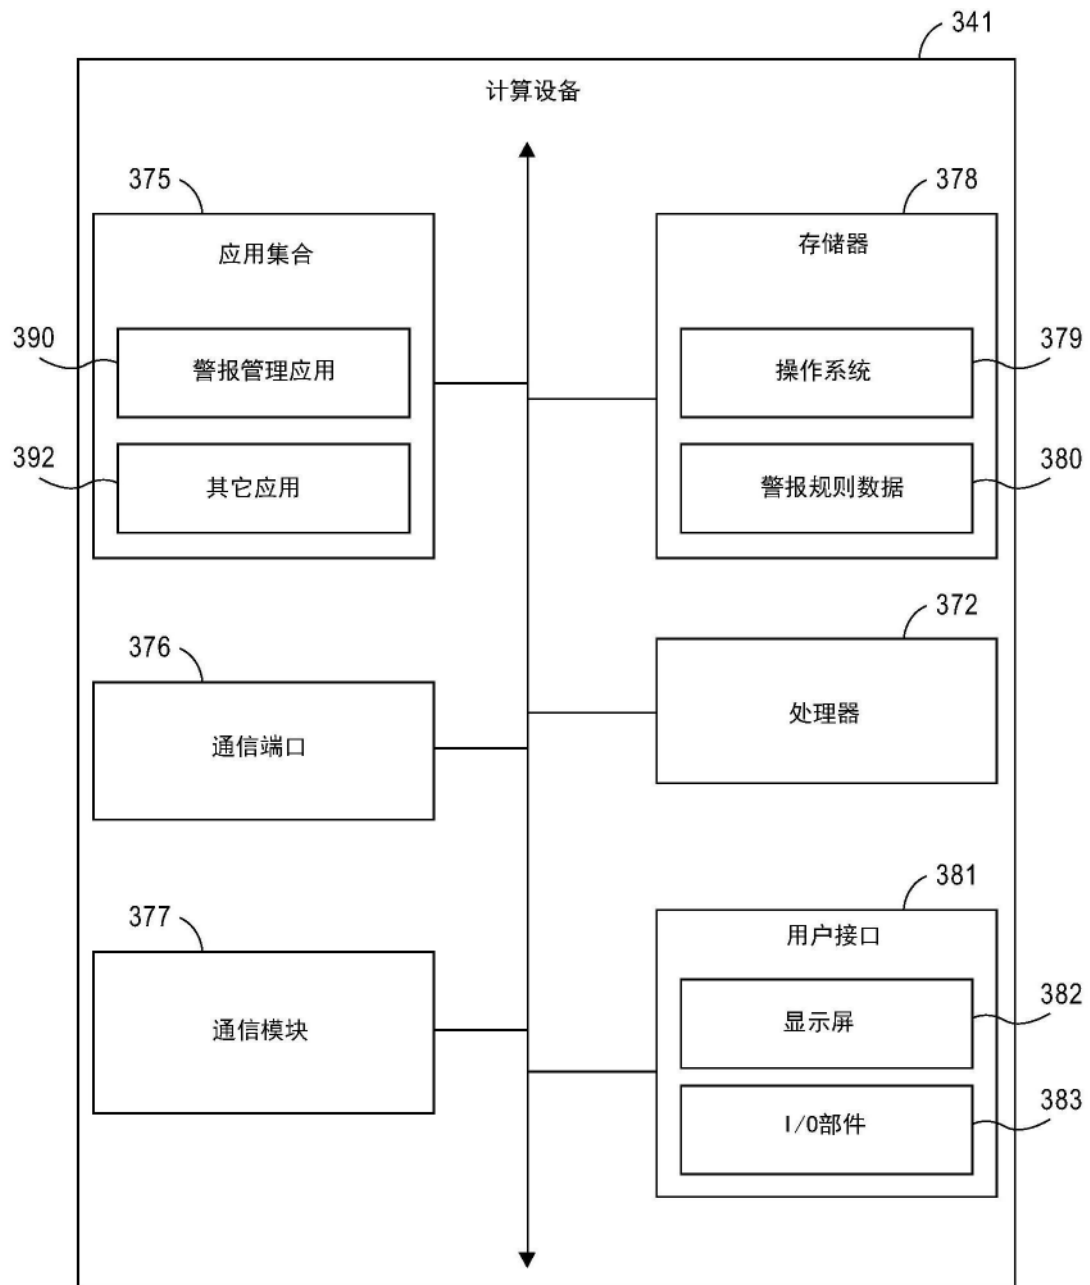 341
计算设备
375
应用集合
390
警报管理应用
392
其它应用
378
存储器
379
操作系统
380
警报规则数据
376
通信端口
372
处理器
377
通信模块
381
用户接口
382
显示屏
383
I/O部件